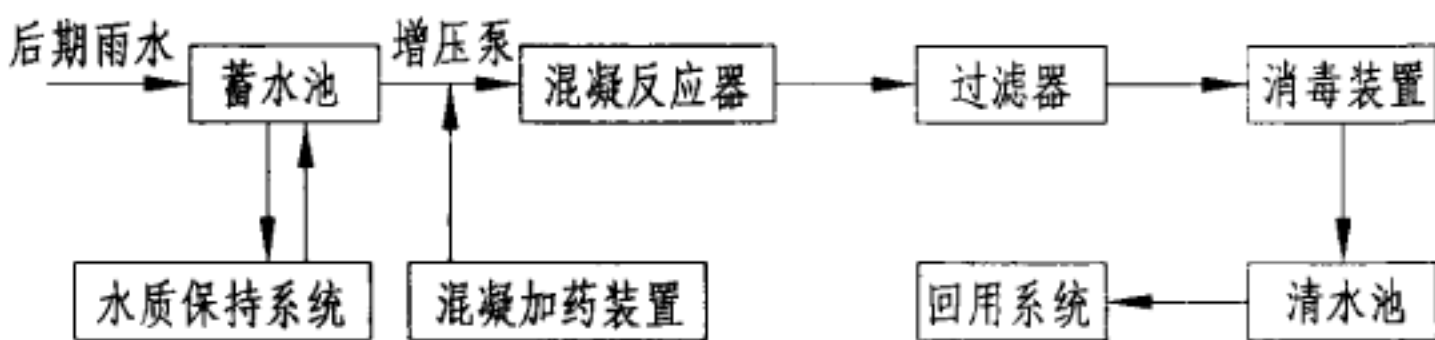 后期雨水
蓄水池
增压泵
混凝反应器
过滤器
消毒装置
水质保持系统
混凝加药装置
回用系统
清水池